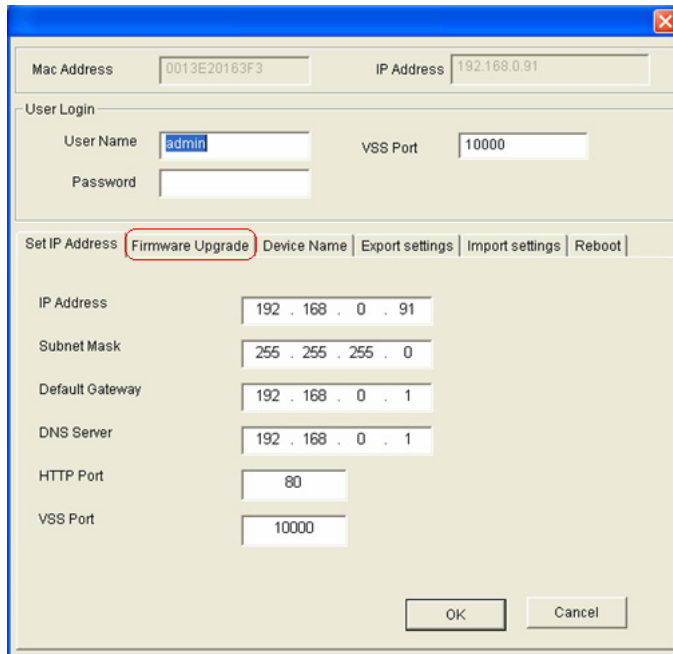 Mac Address 0013E20163F3 IP Address 192.168.0.91
User Login
User Name admin VSS Port 10000
Password
Set IP Address Firmware Upgrade Device Name Export settings Import settings Reboot
IP Address 192 . 168 . 0 . 91
Subnet Mask 255 . 255 . 255 . 0
Default Gateway 192 . 168 . 0 . 1
DNS Server 192 . 168 . 0 . 1
HTTP Port 80
VSS Port 10000
OK Cancel